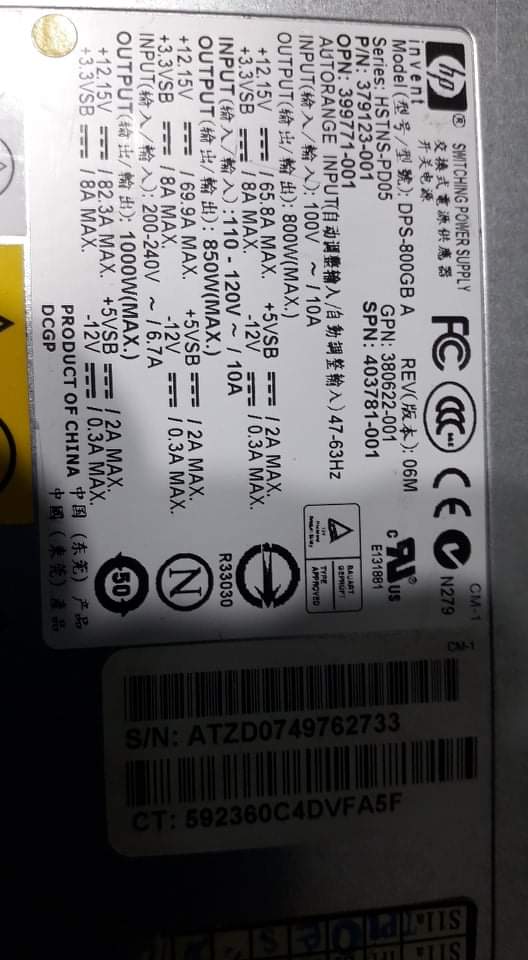 hp
invent
®
SWITCHING POWER SUPPLY
交換式電源供應器
开关电源
Model(型号/型號): DPS-800GB A REV(版本): 06M
Series: HSTNS-PD05
P/N: 379123-001 GPN: 380622-001
OPN: 399771-001 SPN: 403781-001
AUTORANGE INPUT(自动调整输入/自動調整輸入) 47-63Hz
INPUT(输入/輸入): 100V ~ / 10A
OUTPUT(输出/輸出): 800W(MAX.)
+12.15V / 65.8A MAX. +5VSB / 2A MAX.
+3.3VSB / 8A MAX. -12V / 0.3A MAX.
INPUT(输入/輸入): 110 - 120V ~ / 10A
OUTPUT(输出/輸出): 850W(MAX.)
+12.15V / 69.9A MAX. +5VSB / 2A MAX.
+3.3VSB / 8A MAX. -12V / 0.3A MAX.
INPUT(输入/輸入): 200-240V ~ / 6.7A
OUTPUT(输出/輸出): 1000W(MAX.)
+12.15V / 82.3A MAX. +5VSB / 2A MAX.
+3.3VSB / 8A MAX. -12V / 0.3A MAX.
PRODUCT OF CHINA 中国 (东莞) 产品
DCGP 中國 (東莞) 產品
FC CCC CE N279
CM-1
CM-1
c UR ® US
E131881
BAUART
GEPRÜFT
TYPE
APPROVED
R33030
N
50
S/N: ATZD0749762733
CT: 592360C4DVFA5F